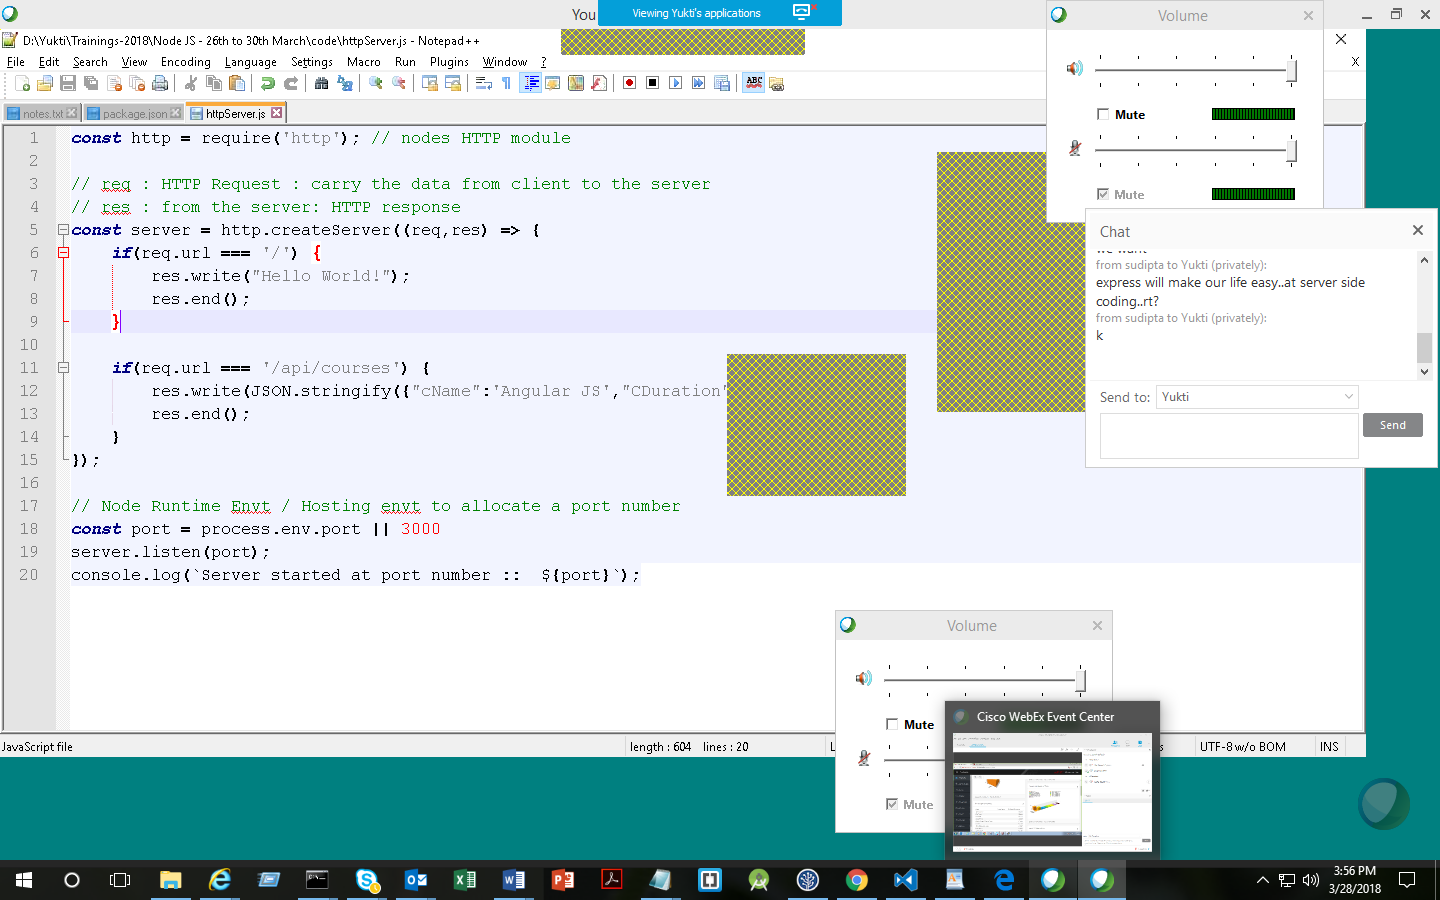 You
Viewing Yukti's applications
D:\Yukti\Trainings-2018\Node JS - 26th to 30th March\code\httpServer.js - Notepad++
File Edit Search View Encoding Language Settings Macro Run Plugins Window ?
X
ABC
notes.txt package.json httpServer.js
1 const http = require('http'); // nodes HTTP module
2
3 // req : HTTP Request : carry the data from client to the server
4 // res : from the server: HTTP response
5 const server = http.createServer((req,res) => {
6 if(req.url === '/') {
7 res.write("Hello World!");
8 res.end();
9 }
10
11 if(req.url === '/api/courses') {
12 res.write(JSON.stringify({"cName":'Angular JS',"CDuration"
13 res.end();
14 }
15 });
16
17 // Node Runtime Envt / Hosting envt to allocate a port number
18 const port = process.env.port || 3000
19 server.listen(port);
20 console.log(`Server started at port number ::  ${port}`);
JavaScript file
length : 604 lines : 20
UTF-8 w/o BOM
INS
Volume
Mute
Mute
Chat
we want
from sudipta to Yukti (privately):
express will make our life easy..at server side
coding..rt?
from sudipta to Yukti (privately):
k
Send to: Yukti
Send
Volume
Mute
Mute
Cisco WebEx Event Center
3:56 PM
3/28/2018